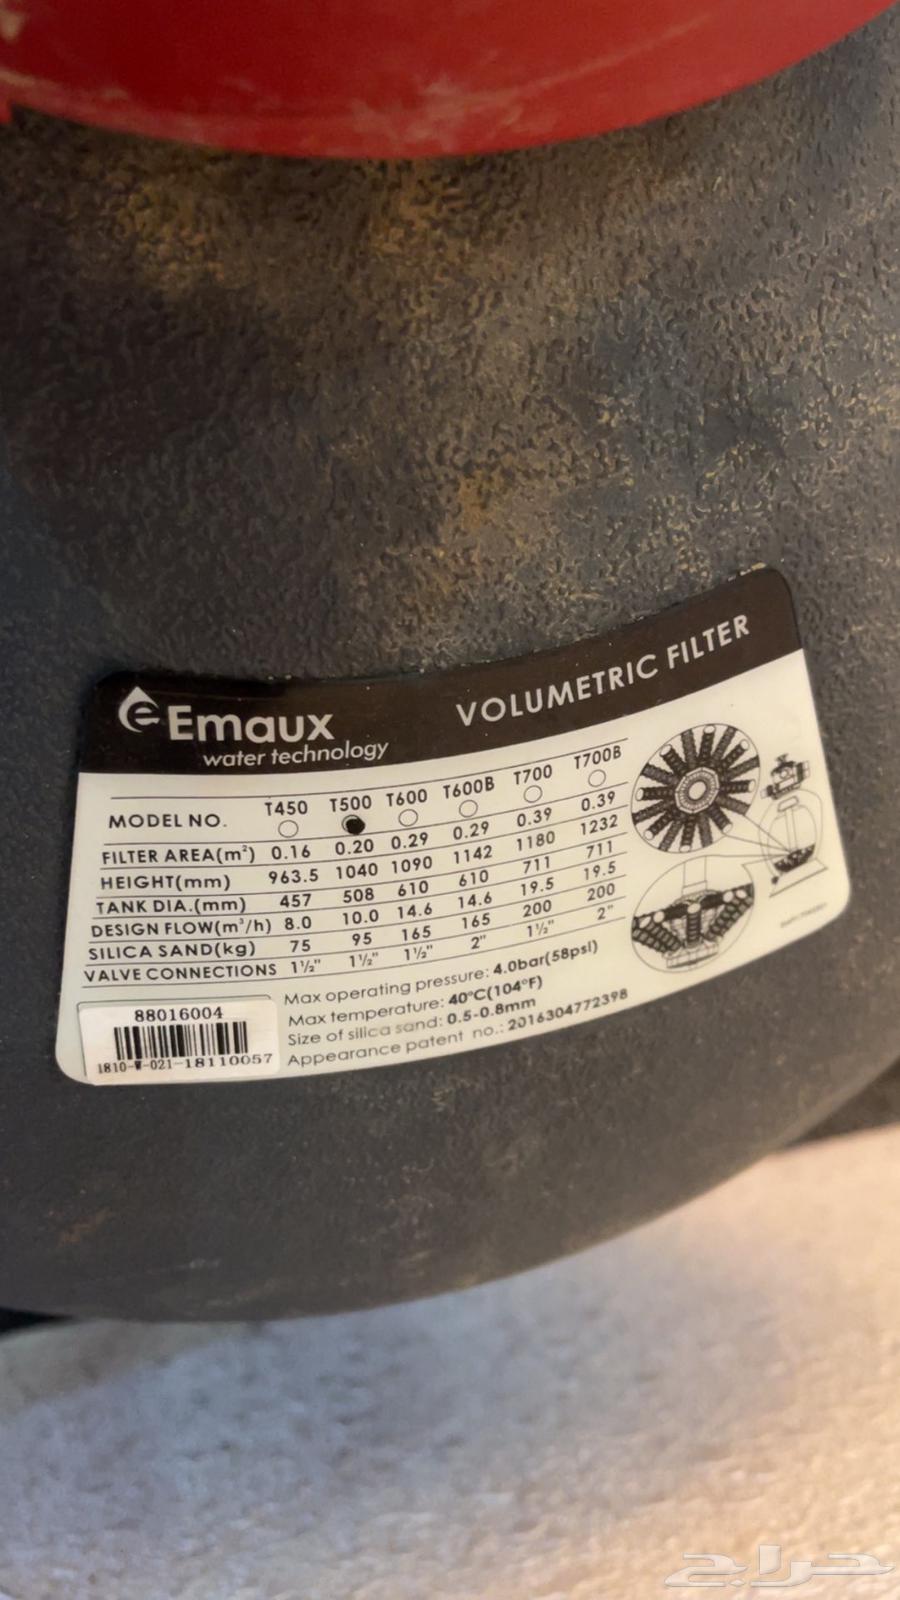 Emaux
water technology
VOLUMETRIC FILTER
MODEL NO. T450 T500 T600 T600B T700 T700B
FILTER AREA(m²) 0.16 0.20 0.29 0.29 0.39 0.39
HEIGHT(mm) 963.5 1040 1090 1142 1180 1232
TANK DIA.(mm) 457 508 610 610 711 711
DESIGN FLOW(m³/h) 8.0 10.0 14.6 14.6 19.5 19.5
SILICA SAND(kg) 75 95 165 165 200 200
VALVE CONNECTIONS 1½" 1½" 1½" 2" 1½" 2"
Max operating pressure: 4.0bar(58psi)
Max temperature: 40°C(104°F)
Size of silica sand: 0.5-0.8mm
Appearance patent no.: 2016304772398
88016004
1810-W-021-18110057
حراج